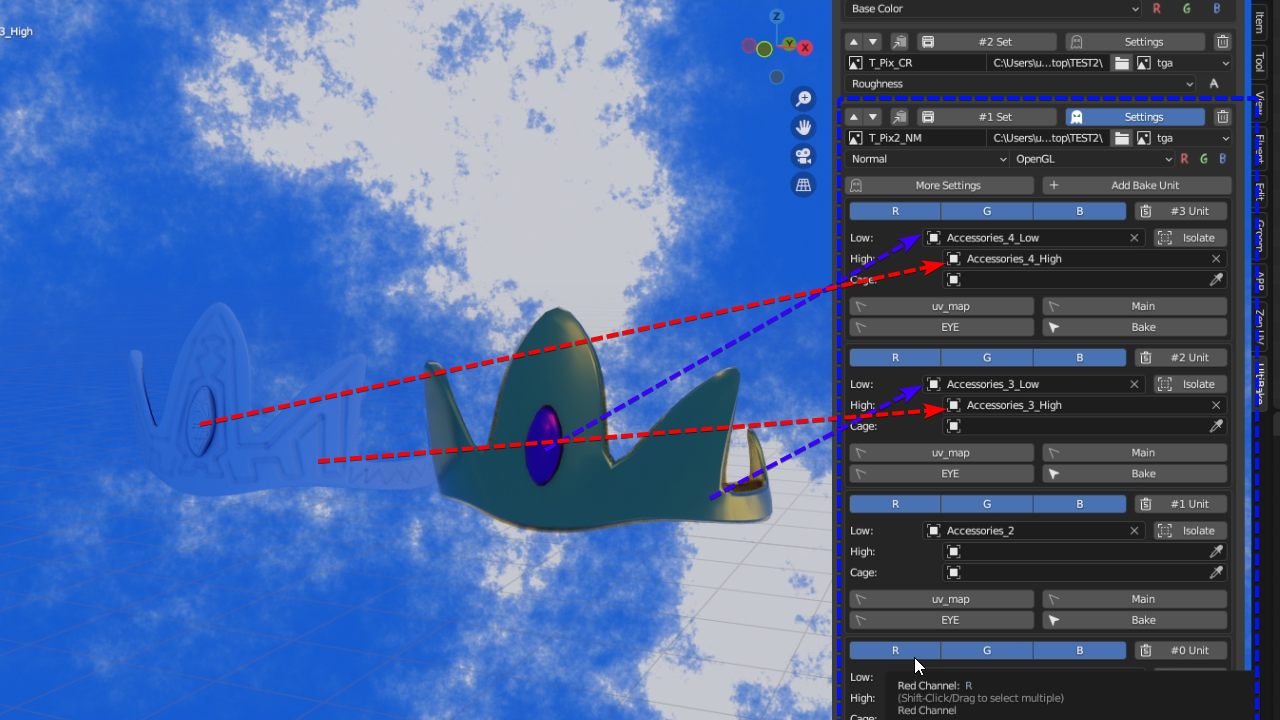 3_High
Z
Y
X
Base Color
R G B
#2 Set
Settings
T_Pix_CR
C:\Users\u...top\TEST2\
tga
Roughness
A
#1 Set
Settings
T_Pix2_NM
C:\Users\u...top\TEST2\
tga
Normal
OpenGL
R G B
More Settings
Add Bake Unit
R G B
#3 Unit
Low:
Accessories_4_Low
Isolate
High:
Accessories_4_High
Cage:
uv_map
Main
EYE
Bake
R G B
#2 Unit
Low:
Accessories_3_Low
Isolate
High:
Accessories_3_High
Cage:
uv_map
Main
EYE
Bake
R G B
#1 Unit
Low:
Accessories_2
Isolate
High:
Cage:
uv_map
Main
EYE
Bake
R G B
#0 Unit
Low:
High:
Cage:
Red Channel: R
(Shift-Click/Drag to select multiple)
Red Channel
Item
Tool
View
Edit